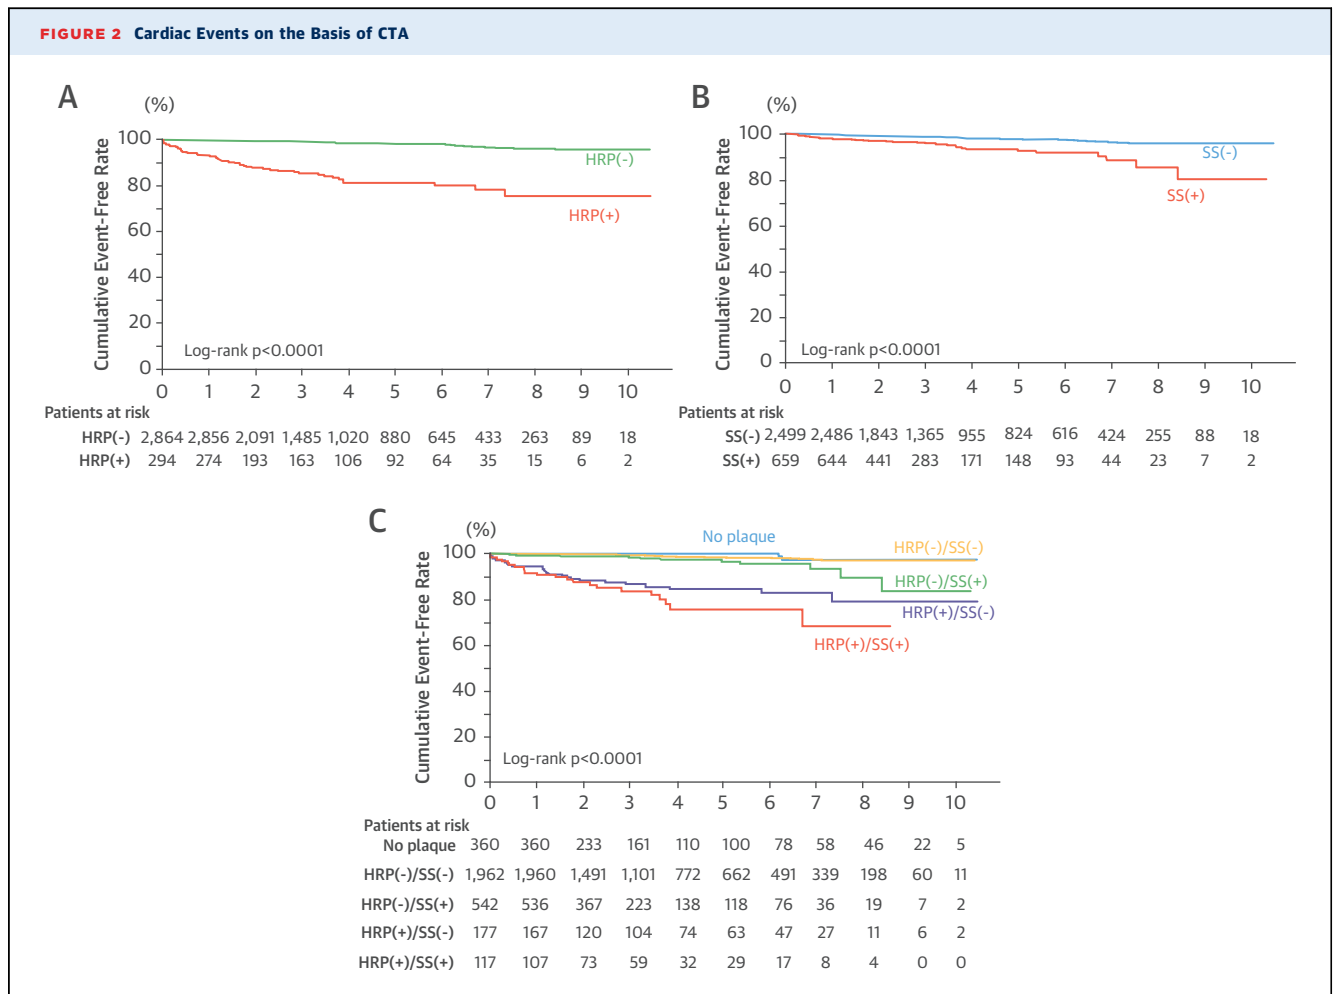 FIGURE 2 Cardiac Events on the Basis of CTA
A
(%)
Cumulative Event-Free Rate
100
80
60
40
20
0
HRP(-)
HRP(+)
Log-rank p<0.0001
0 1 2 3 4 5 6 7 8 9 10
Patients at risk
HRP(-) 2,864 2,856 2,091 1,485 1,020 880 645 433 263 89 18
HRP(+) 294 274 193 163 106 92 64 35 15 6 2
B
(%)
Cumulative Event-Free Rate
100
80
60
40
20
0
SS(-)
SS(+)
Log-rank p<0.0001
0 1 2 3 4 5 6 7 8 9 10
Patients at risk
SS(-) 2,499 2,486 1,843 1,365 955 824 616 424 255 88 18
SS(+) 659 644 441 283 171 148 93 44 23 7 2
C
(%)
Cumulative Event-Free Rate
100
80
60
40
20
0
No plaque
HRP(-)/SS(-)
HRP(-)/SS(+)
HRP(+)/SS(-)
HRP(+)/SS(+)
Log-rank p<0.0001
0 1 2 3 4 5 6 7 8 9 10
Patients at risk
No plaque 360 360 233 161 110 100 78 58 46 22 5
HRP(-)/SS(-) 1,962 1,960 1,491 1,101 772 662 491 339 198 60 11
HRP(-)/SS(+) 542 536 367 223 138 118 76 36 19 7 2
HRP(+)/SS(-) 177 167 120 104 74 63 47 27 11 6 2
HRP(+)/SS(+) 117 107 73 59 32 29 17 8 4 0 0